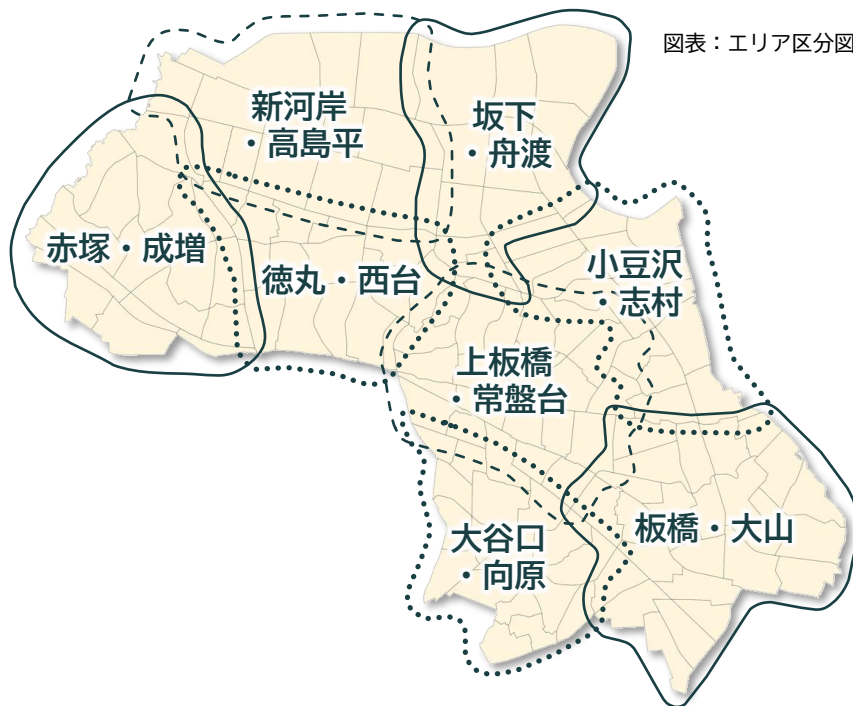 図表：エリア区分図
新河岸
・高島平
坂下
・舟渡
赤塚・成増
徳丸・西台
小豆沢
・志村
上板橋
・常盤台
大谷口
・向原
板橋・大山